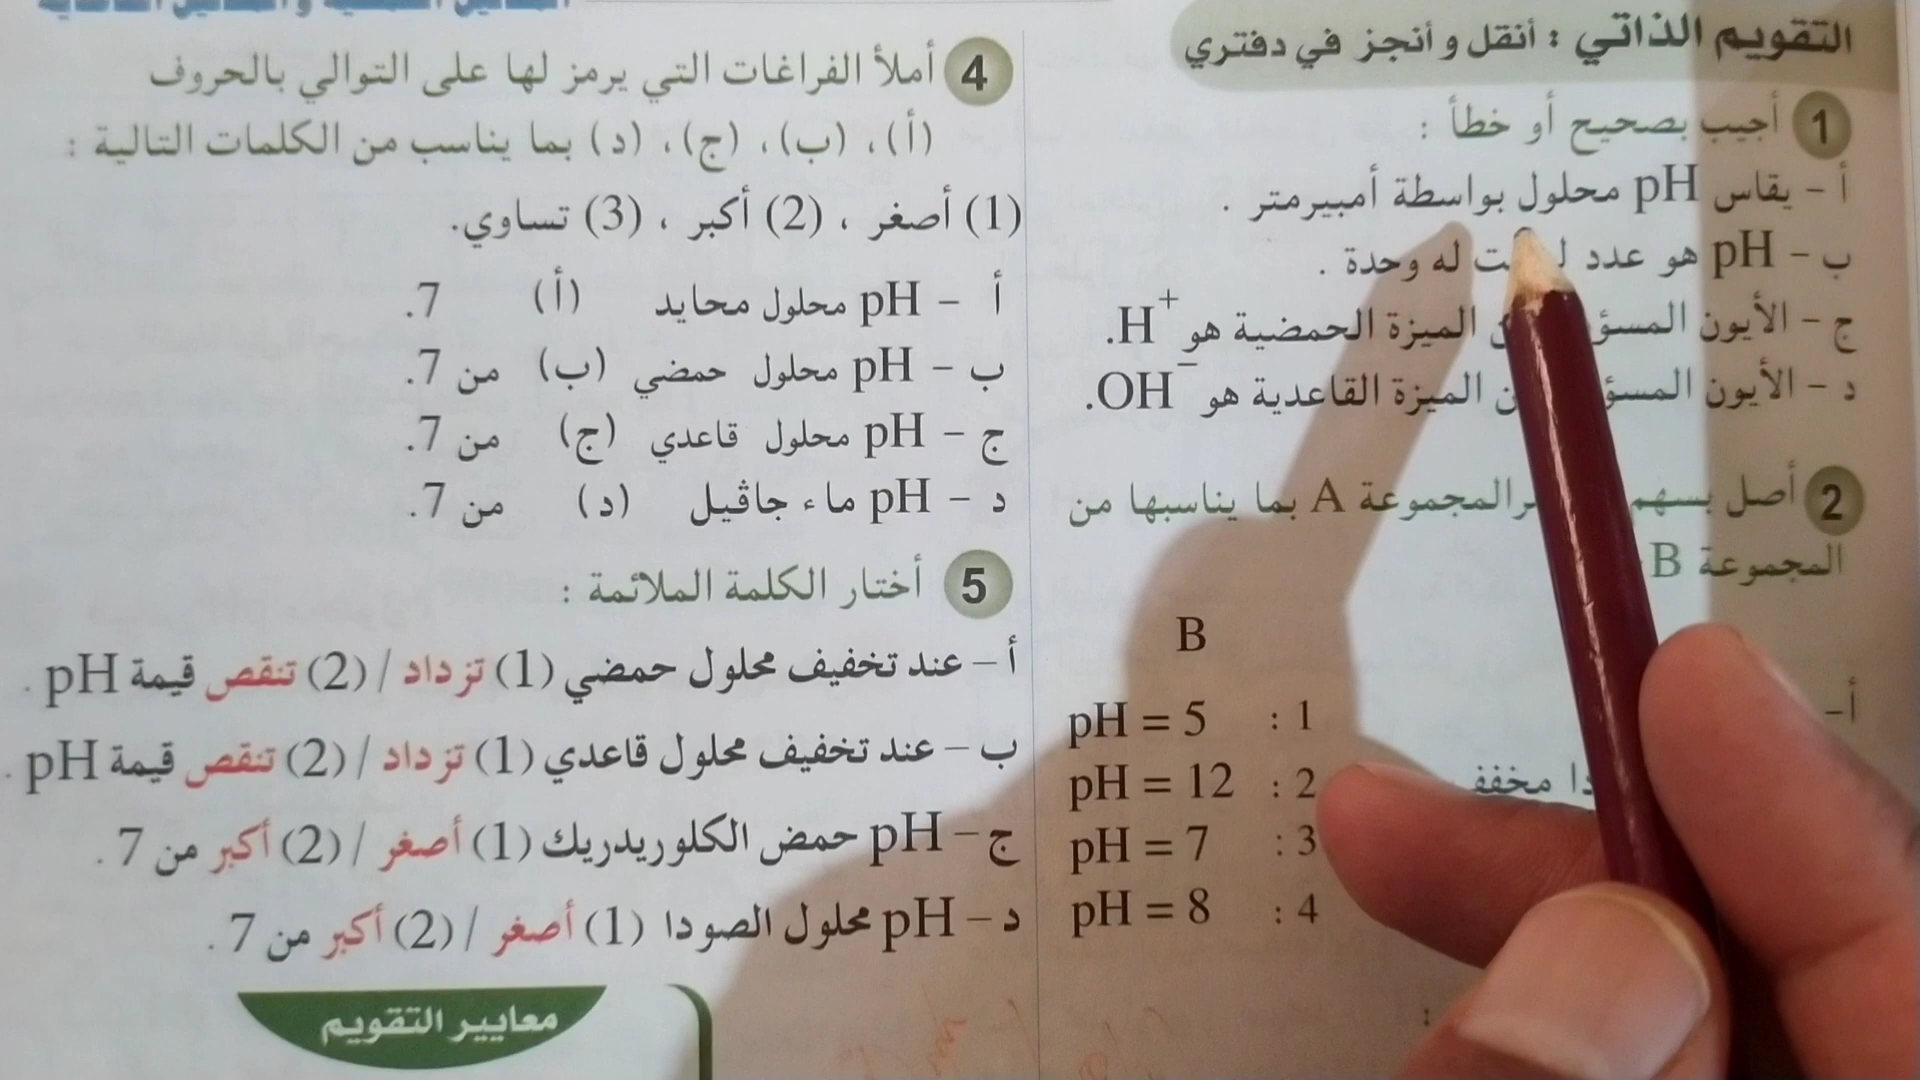 التقويم الذاتي : أنقل و أنجز في دفتري
1 أجيب بصحيح أو خطأ :
أ - يقاس pH محلول بواسطة أمبيرمتر .
ب - pH هو عدد له وحدة .
ج - الأيون الميزة الحمضية هو H⁺.
د - الأيون الميزة القاعدية هو OH⁻.
2 أصل بسهم المجموعة A بما يناسبها من
المجموعة B
B
أ-
1 : pH = 5
2 : pH = 12 مخفف
3 : pH = 7
4 : pH = 8
4 أملأ الفراغات التي يرمز لها على التوالي بالحروف
(أ)، (ب)، (ج)، (د) بما يناسب من الكلمات التالية :
(1) أصغر ، (2) أكبر ، (3) تساوي.
أ - pH محلول محايد (أ) 7.
ب - pH محلول حمضي (ب) من 7.
ج - pH محلول قاعدي (ج) من 7.
د - pH ماء جاڤيل (د) من 7.
5 أختار الكلمة الملائمة :
أ - عند تخفيف محلول حمضي (1) تزداد / (2) تنقص قيمة pH .
ب - عند تخفيف محلول قاعدي (1) تزداد / (2) تنقص قيمة pH .
ج - pH حمض الكلوريدريك (1) أصغر / (2) أكبر من 7 .
د - pH محلول الصودا (1) أصغر / (2) أكبر من 7 .
معايير التقويم